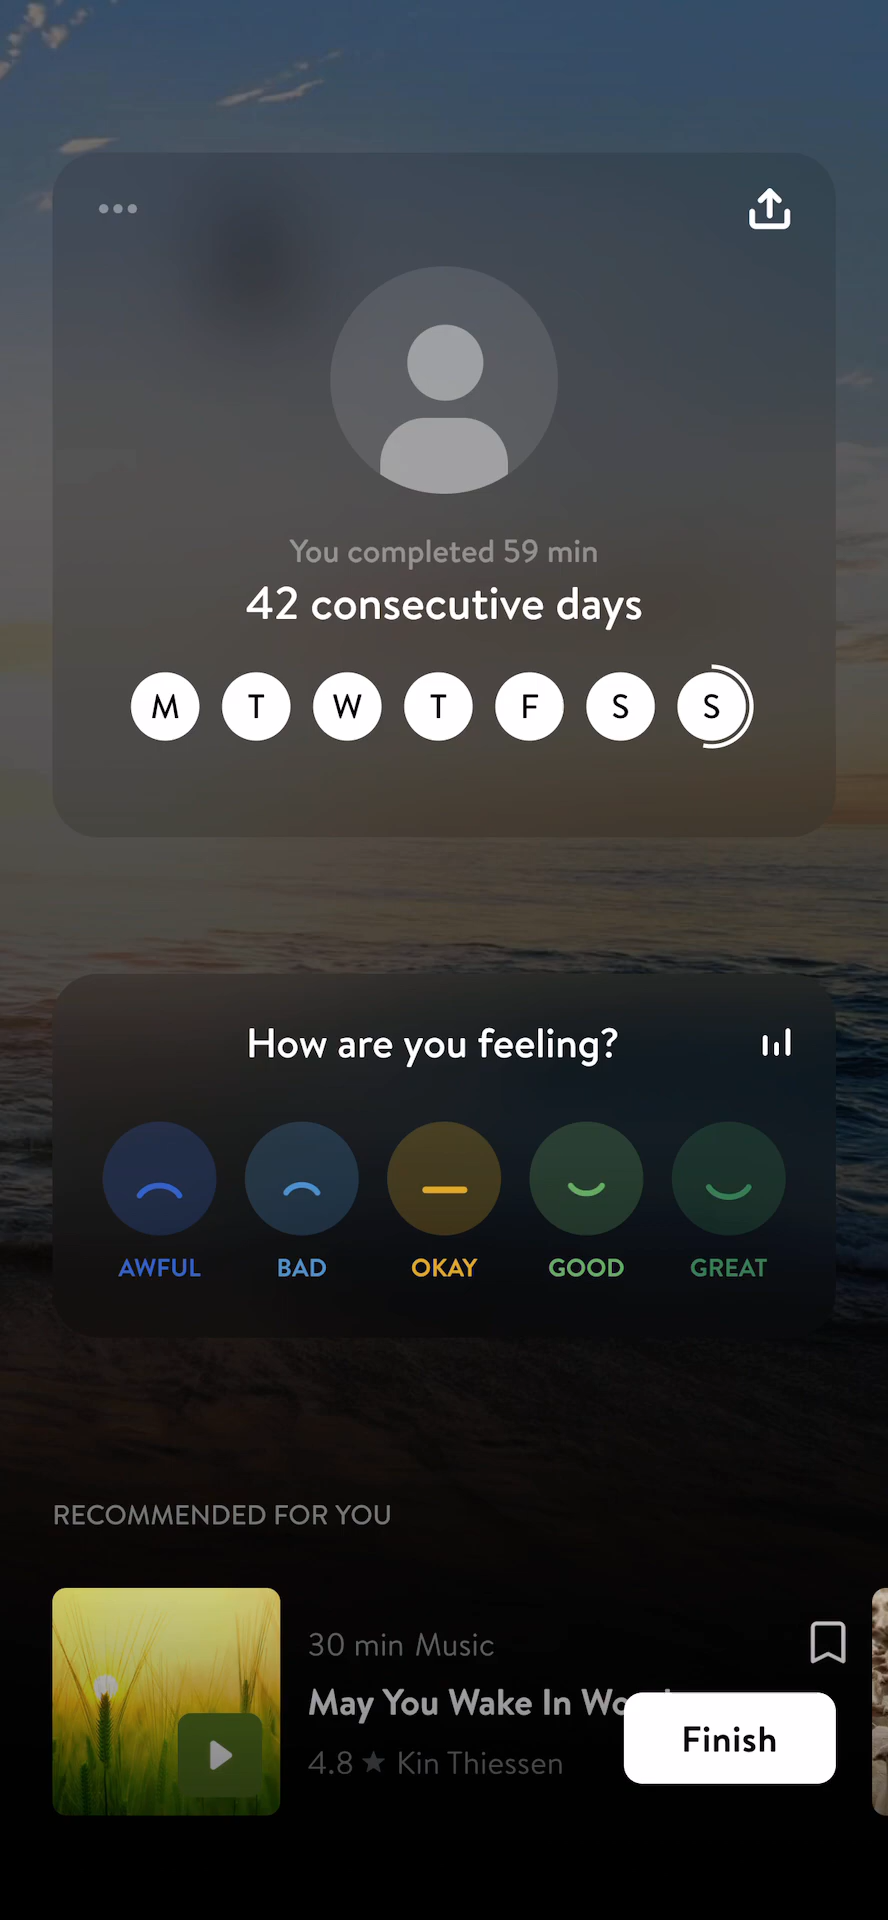 You completed 59 min
42 consecutive days
M T W T F S S
How are you feeling?
AWFUL BAD OKAY GOOD GREAT
RECOMMENDED FOR YOU
30 min Music
May You Wake In
4.8 ★ Kin Thiessen
Finish